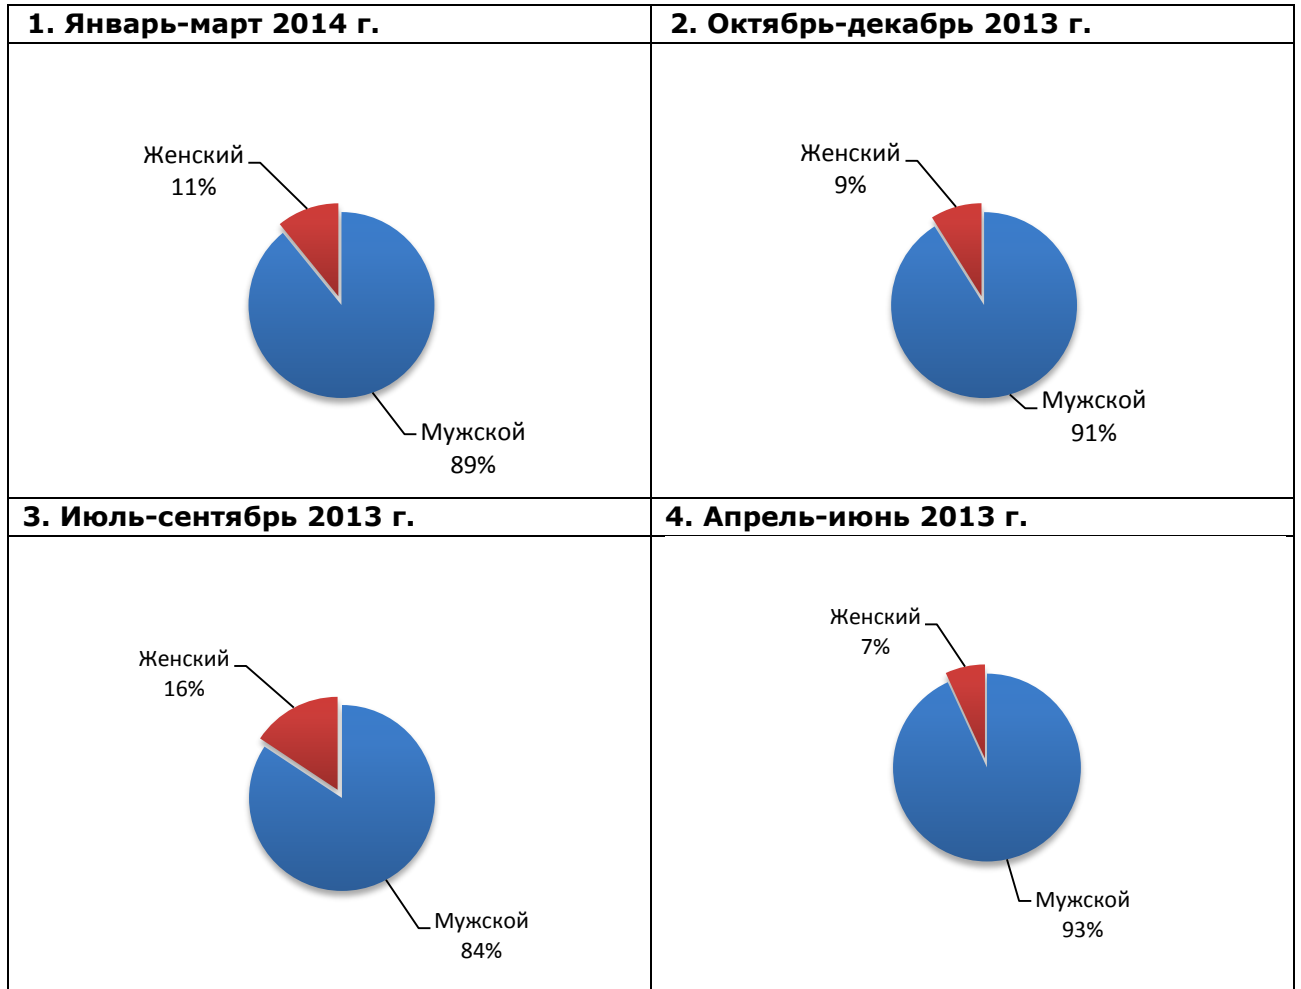 1. Январь-март 2014 г.
2. Октябрь-декабрь 2013 г.
Женский
11%
Мужской
89%
Женский
9%
Мужской
91%
3. Июль-сентябрь 2013 г.
4. Апрель-июнь 2013 г.
Женский
16%
Мужской
84%
Женский
7%
Мужской
93%